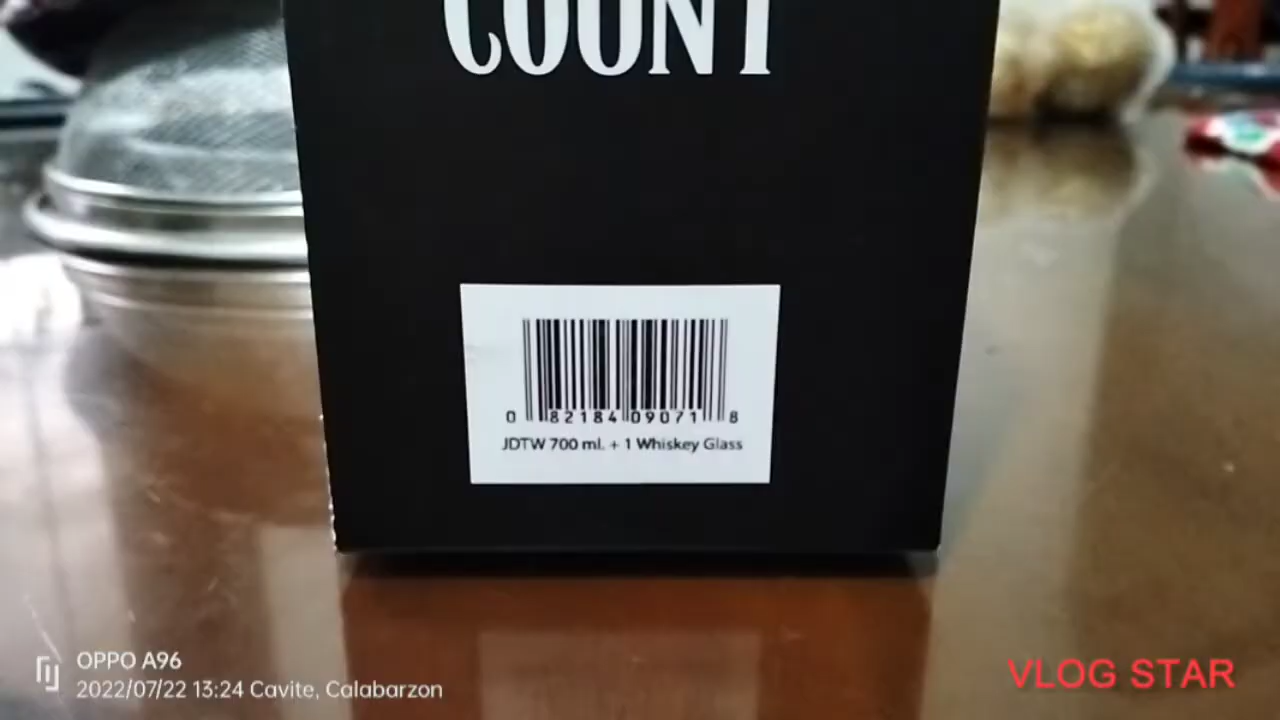 COUNT
0 82184 09071 8
JDTW 700 ml. + 1 Whiskey Glass
OPPO A96
2022/07/22 13:24 Cavite, Calabarzon
VLOG STAR